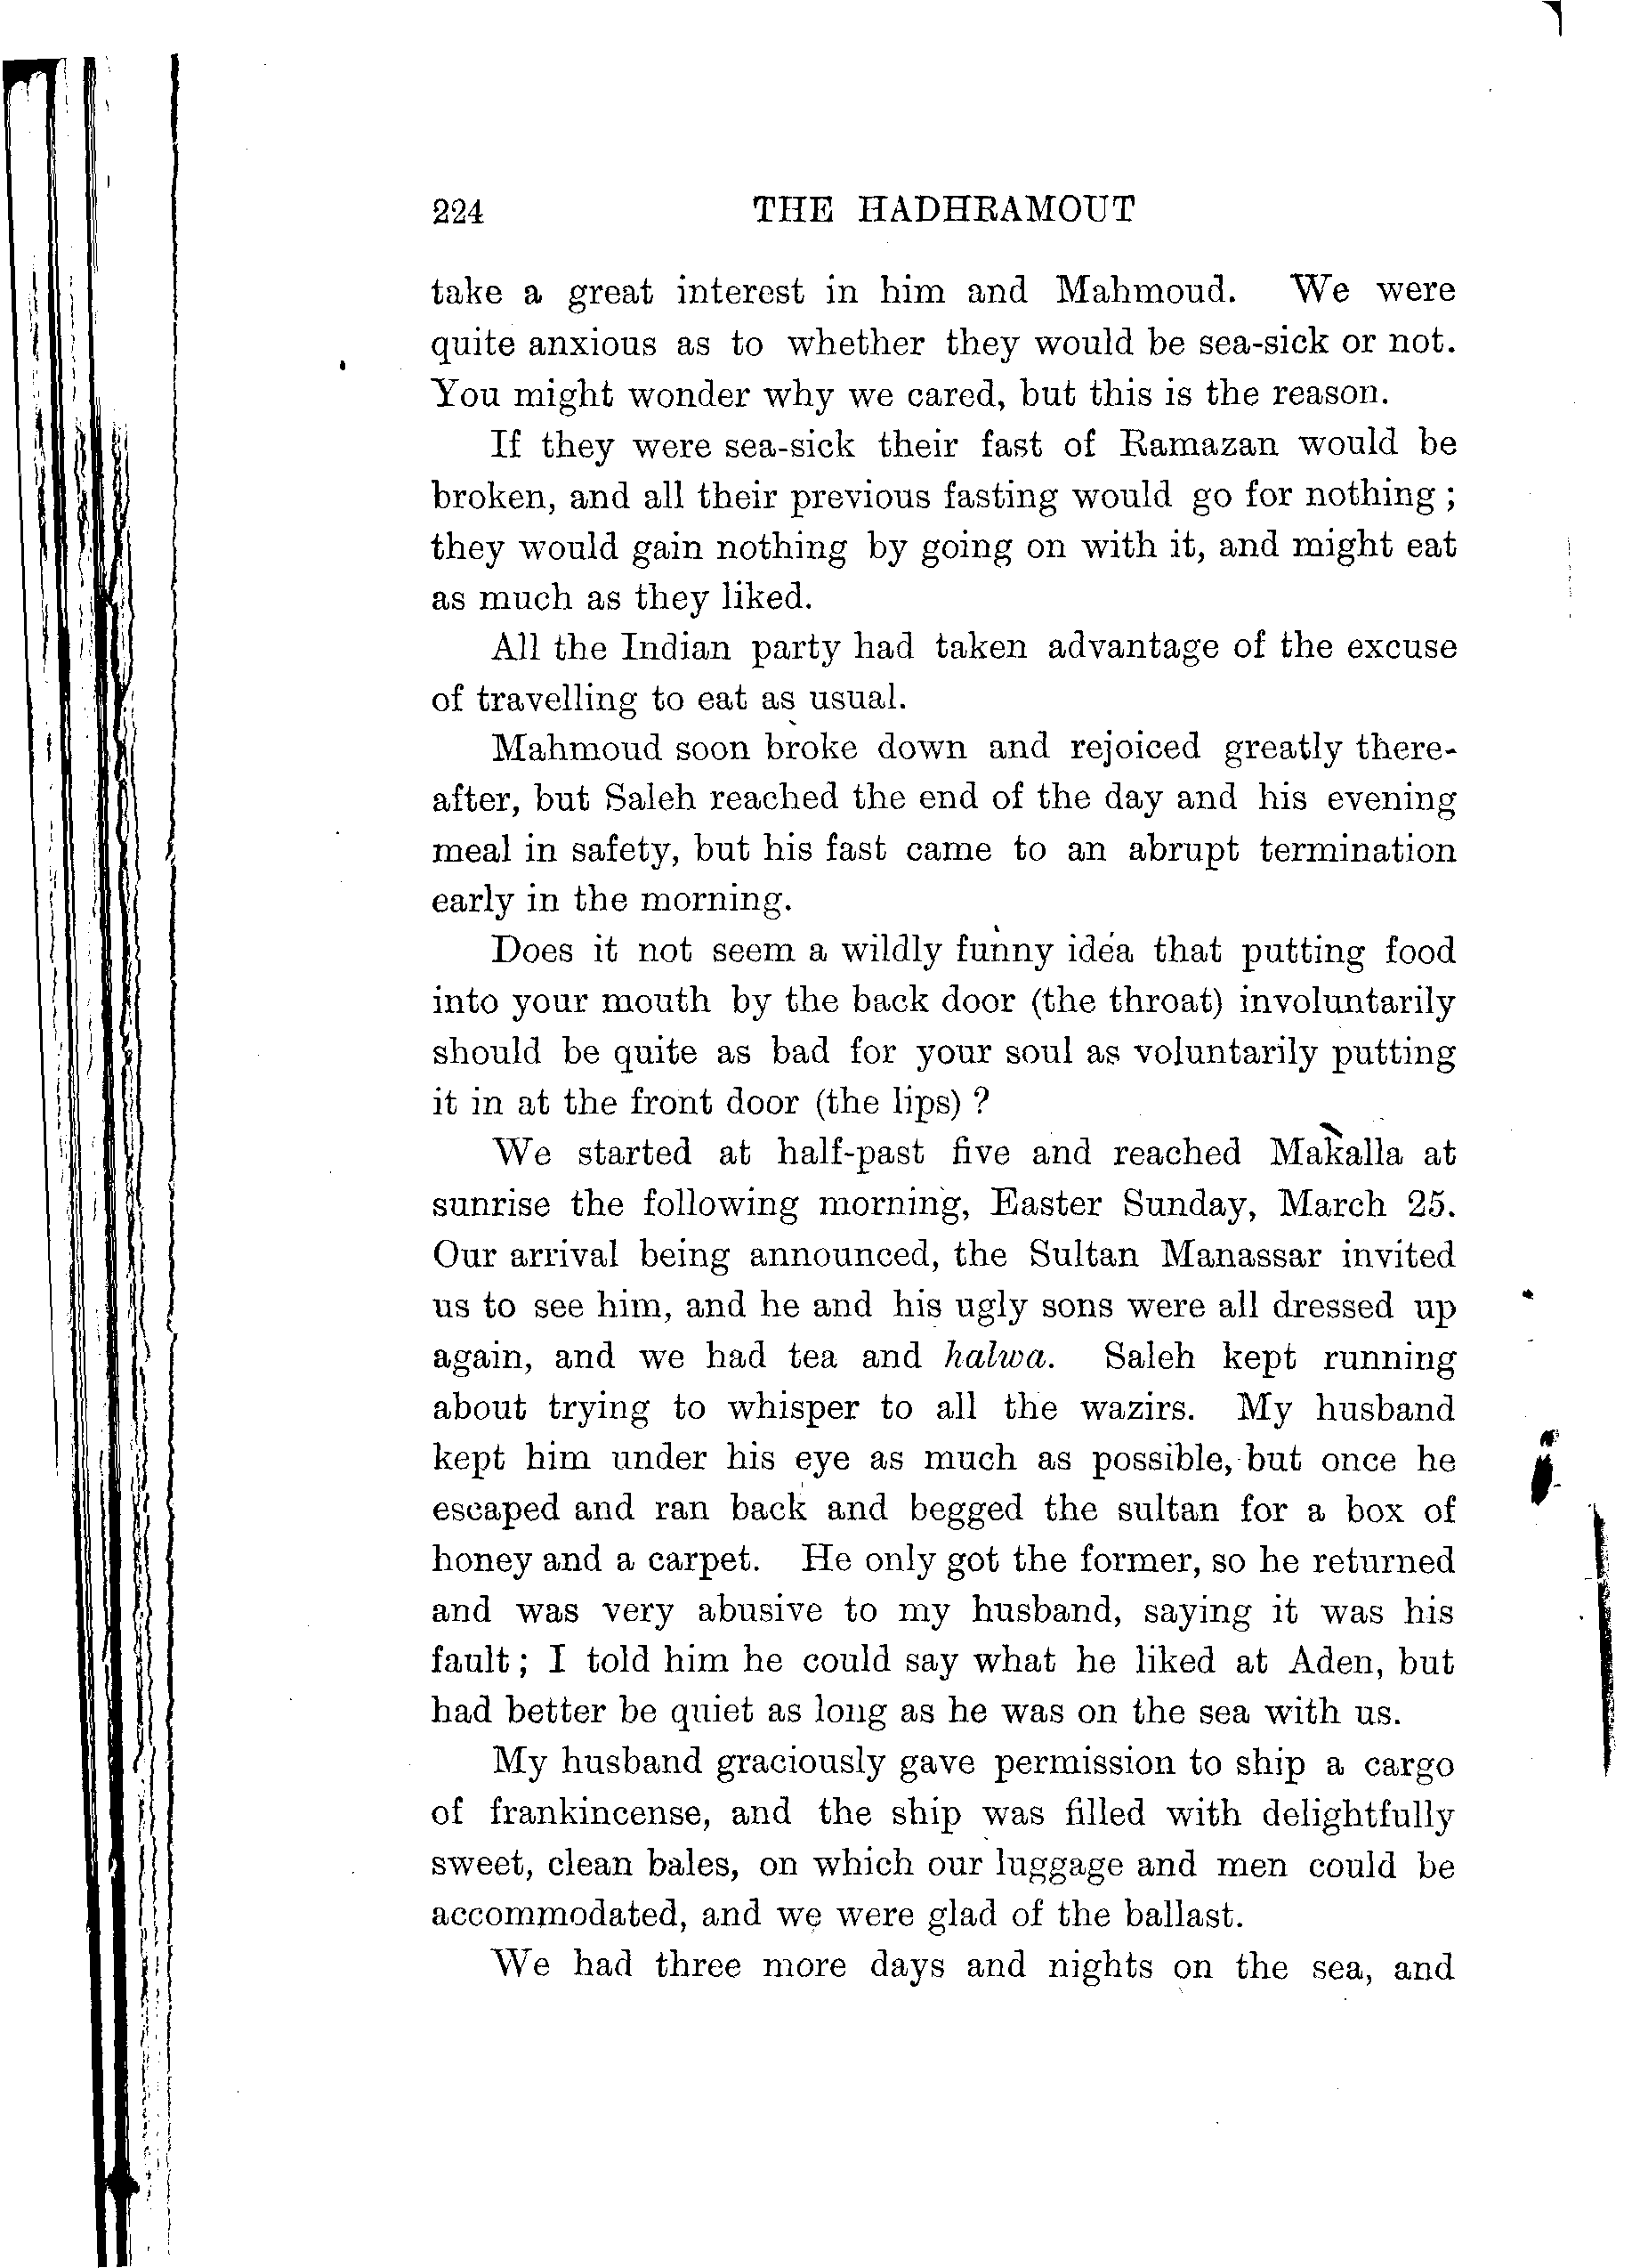 224 THE HADHRAMOUT
take a great interest in him and Mahmoud. We were
quite anxious as to whether they would be sea-sick or not.
You might wonder why we cared, but this is the reason.
If they were sea-sick their fast of Ramazan would be
broken, and all their previous fasting would go for nothing ;
they would gain nothing by going on with it, and might eat
as much as they liked.
All the Indian party had taken advantage of the excuse
of travelling to eat as usual.
Mahmoud soon broke down and rejoiced greatly there-
after, but Saleh reached the end of the day and his evening
meal in safety, but his fast came to an abrupt termination
early in the morning.
Does it not seem a wildly funny idea that putting food
into your mouth by the back door (the throat) involuntarily
should be quite as bad for your soul as voluntarily putting
it in at the front door (the lips) ?
We started at half-past five and reached Makalla at
sunrise the following morning, Easter Sunday, March 25.
Our arrival being announced, the Sultan Manassar invited
us to see him, and he and his ugly sons were all dressed up
again, and we had tea and halwa. Saleh kept running
about trying to whisper to all the wazirs. My husband
kept him under his eye as much as possible, but once he
escaped and ran back and begged the sultan for a box of
honey and a carpet. He only got the former, so he returned
and was very abusive to my husband, saying it was his
fault ; I told him he could say what he liked at Aden, but
had better be quiet as long as he was on the sea with us.
My husband graciously gave permission to ship a cargo
of frankincense, and the ship was filled with delightfully
sweet, clean bales, on which our luggage and men could be
accommodated, and we were glad of the ballast.
We had three more days and nights on the sea, and